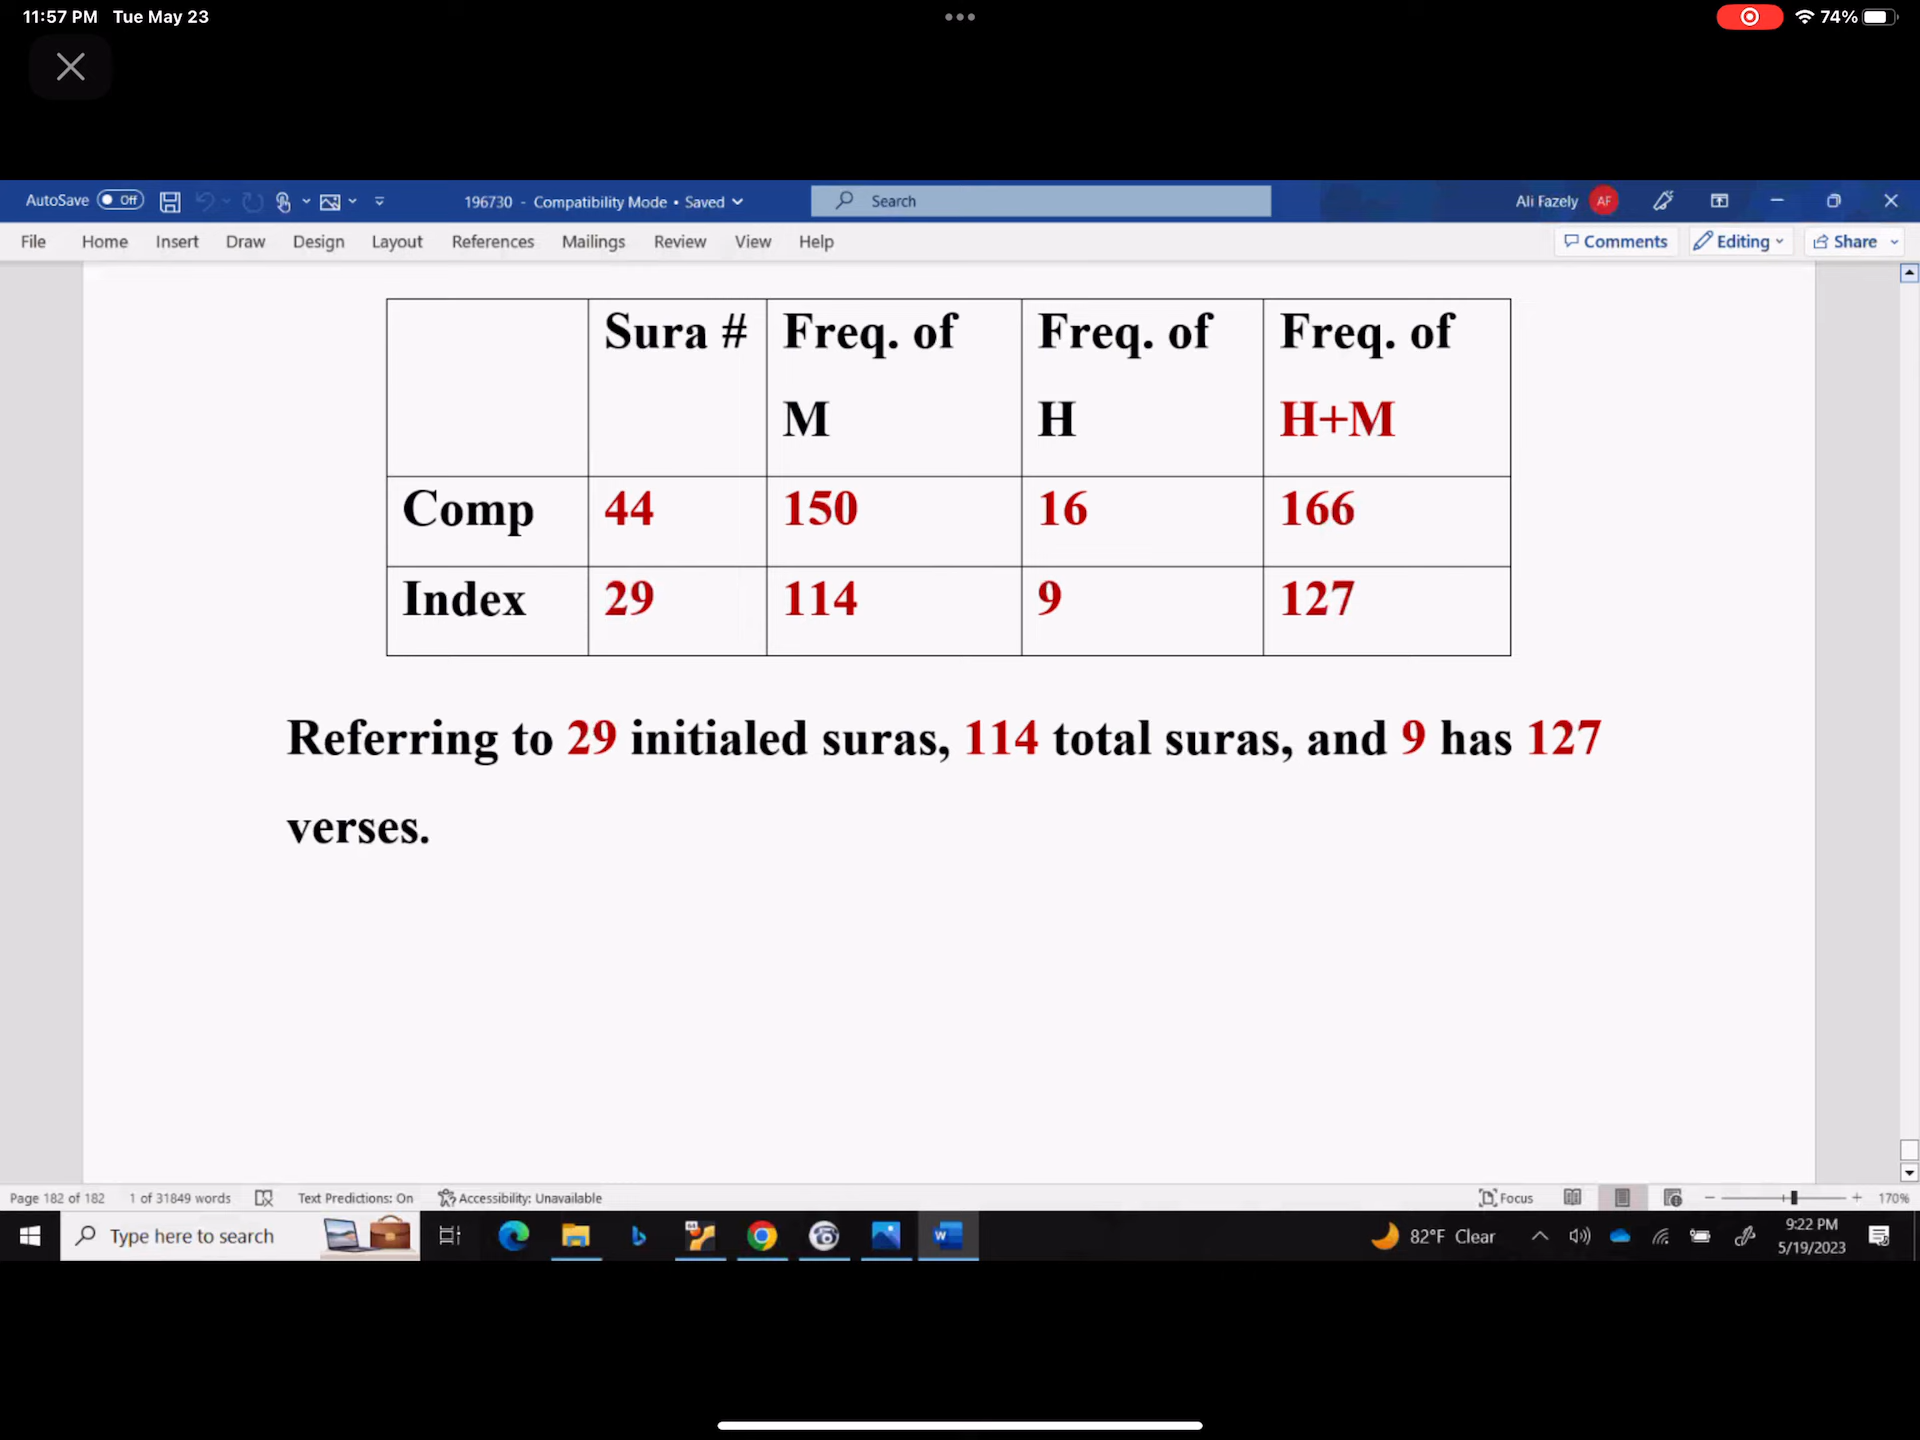 11:57 PM Tue May 23
74%
AutoSave Off
196730 - Compatibility Mode • Saved
Search
Ali Fazely AF
File Home Insert Draw Design Layout References Mailings Review View Help
Comments Editing Share
Sura # Freq. of M Freq. of H Freq. of H+M
Comp 44 150 16 166
Index 29 114 9 127
Referring to 29 initialed suras, 114 total suras, and 9 has 127
verses.
Page 182 of 182 1 of 31849 words Text Predictions: On Accessibility: Unavailable
Focus 170%
Type here to search
82°F Clear
9:22 PM
5/19/2023